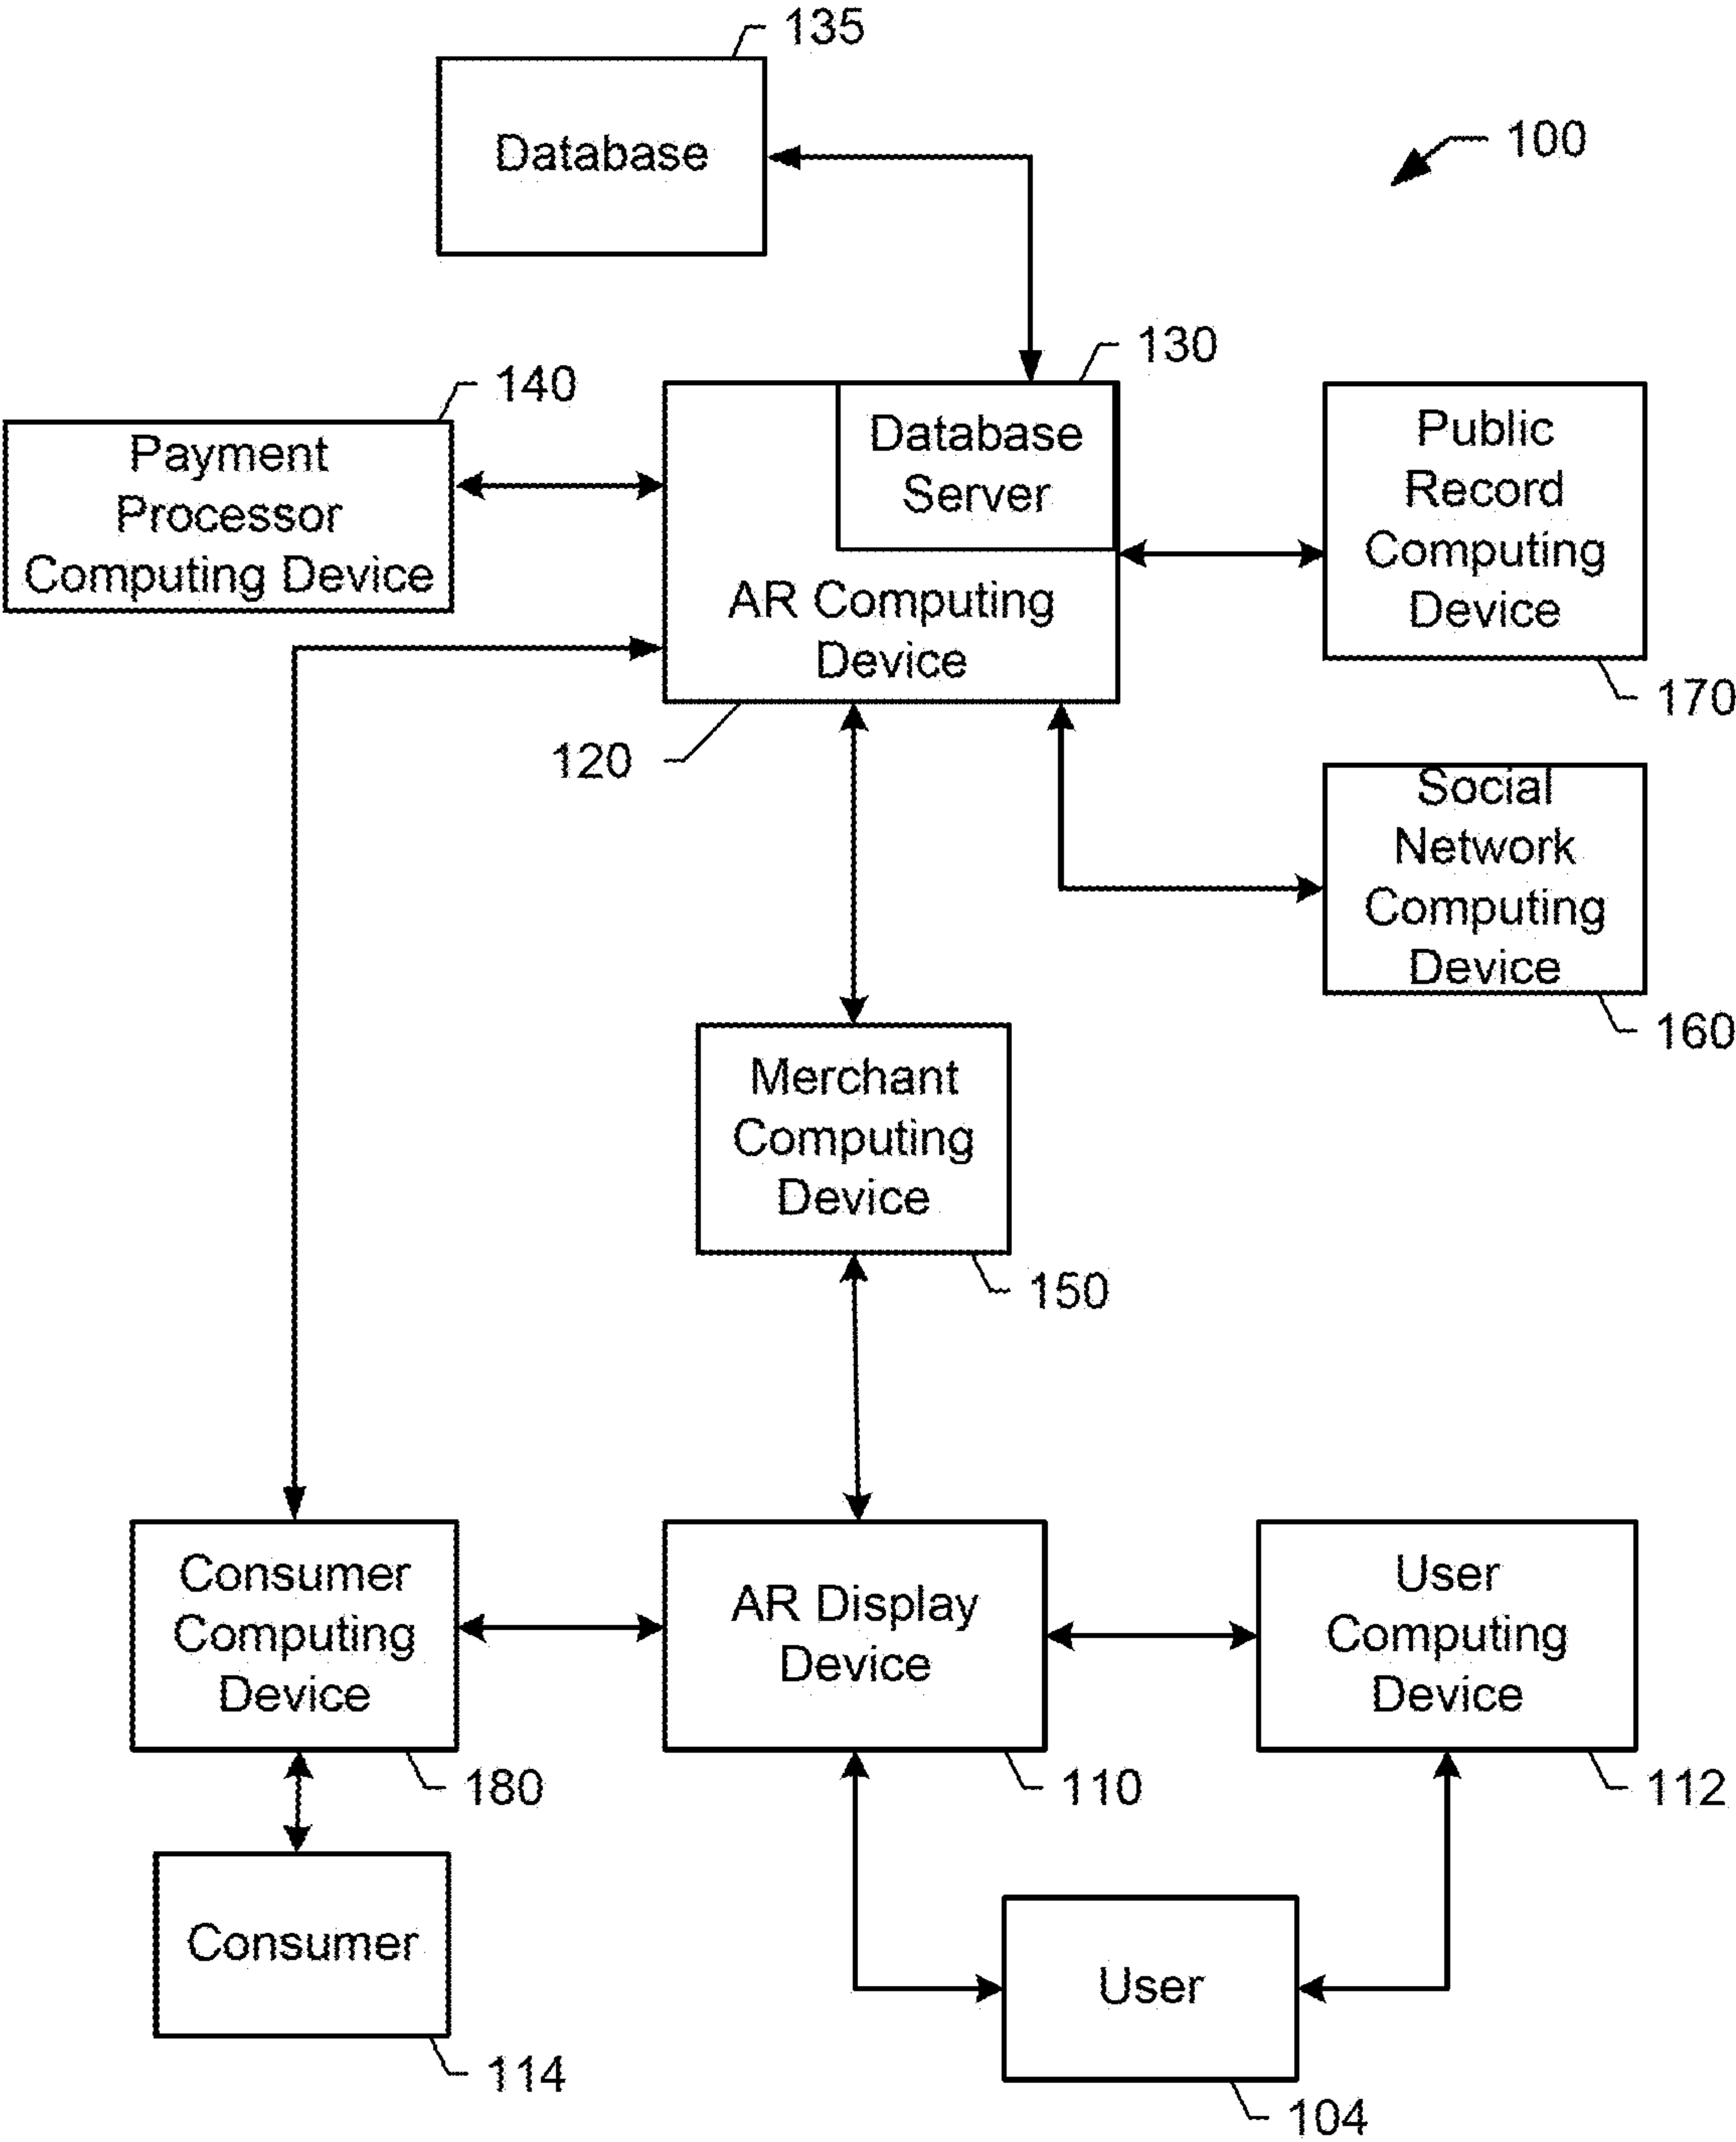 135
Database
100
130
140
Database
Server
Payment
Processor
Computing Device
Public
Record
Computing
Device
AR Computing
Device
170
120
Social
Network
Computing
Device
160
Merchant
Computing
Device
150
Consumer
Computing
Device
AR Display
Device
User
Computing
Device
180
110
112
Consumer
User
114
104